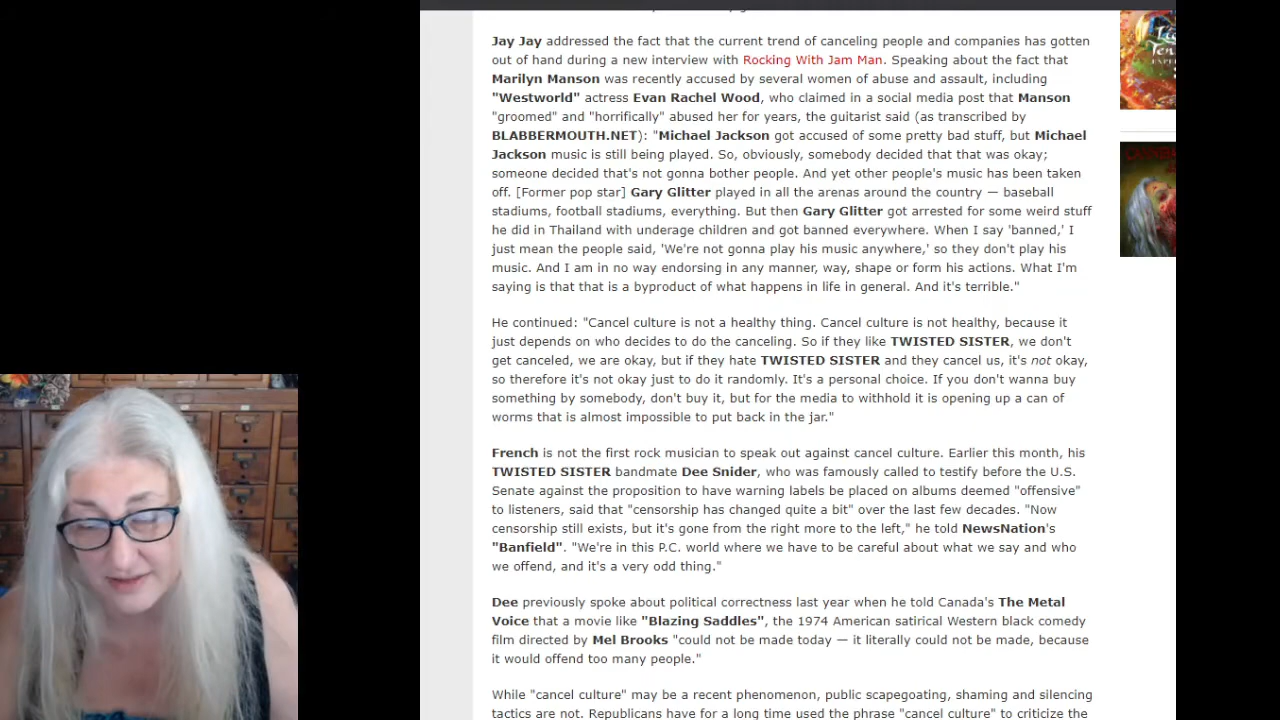 Jay Jay addressed the fact that the current trend of canceling people and companies has gotten
out of hand during a new interview with Rocking With Jam Man. Speaking about the fact that
Marilyn Manson was recently accused by several women of abuse and assault, including
"Westworld" actress Evan Rachel Wood, who claimed in a social media post that Manson
"groomed" and "horrifically" abused her for years, the guitarist said (as transcribed by
BLABBERMOUTH.NET): "Michael Jackson got accused of some pretty bad stuff, but Michael
Jackson music is still being played. So, obviously, somebody decided that that was okay;
someone decided that's not gonna bother people. And yet other people's music has been taken
off. [Former pop star] Gary Glitter played in all the arenas around the country — baseball
stadiums, football stadiums, everything. But then Gary Glitter got arrested for some weird stuff
he did in Thailand with underage children and got banned everywhere. When I say 'banned,' I
just mean the people said, 'We're not gonna play his music anywhere,' so they don't play his
music. And I am in no way endorsing in any manner, way, shape or form his actions. What I'm
saying is that that is a byproduct of what happens in life in general. And it's terrible."
He continued: "Cancel culture is not a healthy thing. Cancel culture is not healthy, because it
just depends on who decides to do the canceling. So if they like TWISTED SISTER, we don't
get canceled, we are okay, but if they hate TWISTED SISTER and they cancel us, it's not okay,
so therefore it's not okay just to do it randomly. It's a personal choice. If you don't wanna buy
something by somebody, don't buy it, but for the media to withhold it is opening up a can of
worms that is almost impossible to put back in the jar."
French is not the first rock musician to speak out against cancel culture. Earlier this month, his
TWISTED SISTER bandmate Dee Snider, who was famously called to testify before the U.S.
Senate against the proposition to have warning labels be placed on albums deemed "offensive"
to listeners, said that "censorship has changed quite a bit" over the last few decades. "Now
censorship still exists, but it's gone from the right more to the left," he told NewsNation's
"Banfield". "We're in this P.C. world where we have to be careful about what we say and who
we offend, and it's a very odd thing."
Dee previously spoke about political correctness last year when he told Canada's The Metal
Voice that a movie like "Blazing Saddles", the 1974 American satirical Western black comedy
film directed by Mel Brooks "could not be made today — it literally could not be made, because
it would offend too many people."
While "cancel culture" may be a recent phenomenon, public scapegoating, shaming and silencing
tactics are not. Republicans have for a long time used the phrase "cancel culture" to criticize the